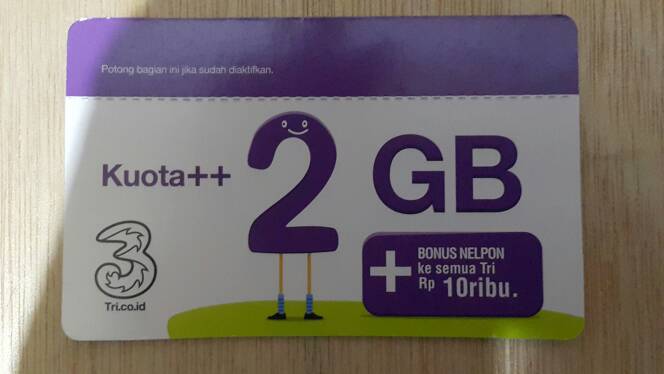 Potong bagian ini jika sudah diaktifkan.
Kuota++ 2 GB
+ BONUS NELPON
ke semua Tri
Rp 10ribu.
3
Tri.co.id